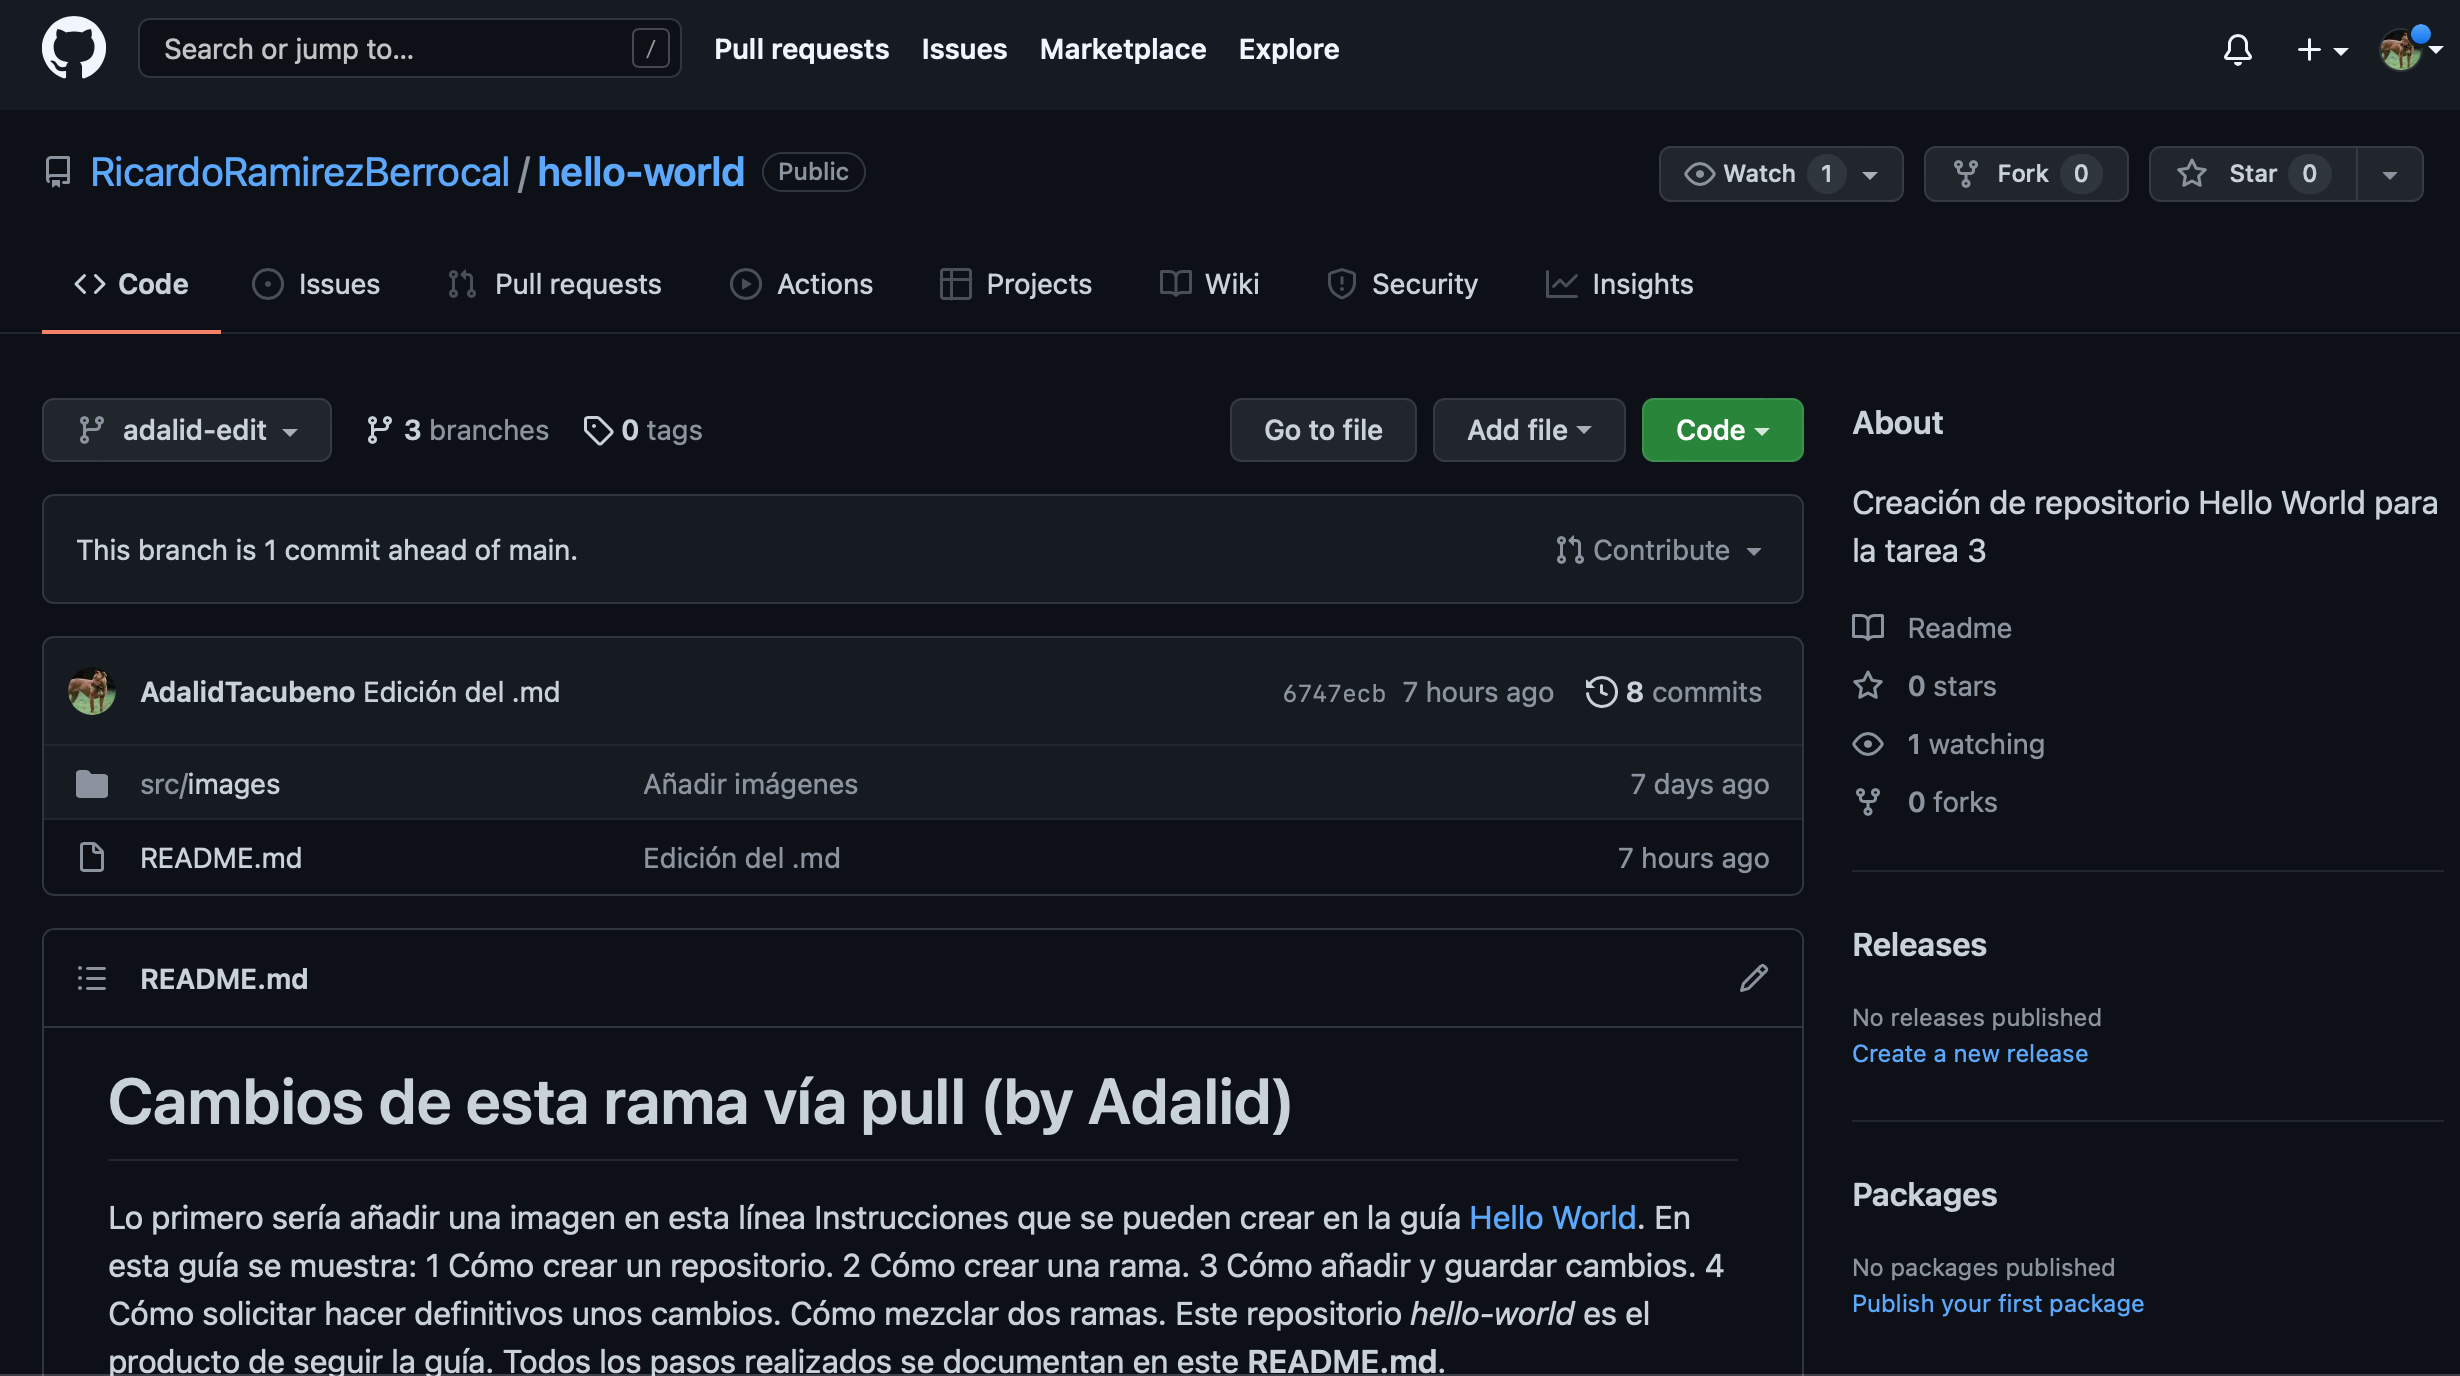 Search or jump to... /
Pull requests Issues Marketplace Explore
RicardoRamirezBerrocal / hello-world Public
Watch 1 Fork 0 Star 0
Code Issues Pull requests Actions Projects Wiki Security Insights
adalid-edit 3 branches 0 tags
Go to file Add file Code
This branch is 1 commit ahead of main. Contribute
AdalidTacubeno Edición del .md 6747ecb 7 hours ago 8 commits
src/images Añadir imágenes 7 days ago
README.md Edición del .md 7 hours ago
README.md
Cambios de esta rama vía pull (by Adalid)
Lo primero sería añadir una imagen en esta línea Instrucciones que se pueden crear en la guía Hello World. En
esta guía se muestra: 1 Cómo crear un repositorio. 2 Cómo crear una rama. 3 Cómo añadir y guardar cambios. 4
Cómo solicitar hacer definitivos unos cambios. Cómo mezclar dos ramas. Este repositorio hello-world es el
producto de seguir la guía. Todos los pasos realizados se documentan en este README.md.
About
Creación de repositorio Hello World para
la tarea 3
Readme
0 stars
1 watching
0 forks
Releases
No releases published
Create a new release
Packages
No packages published
Publish your first package